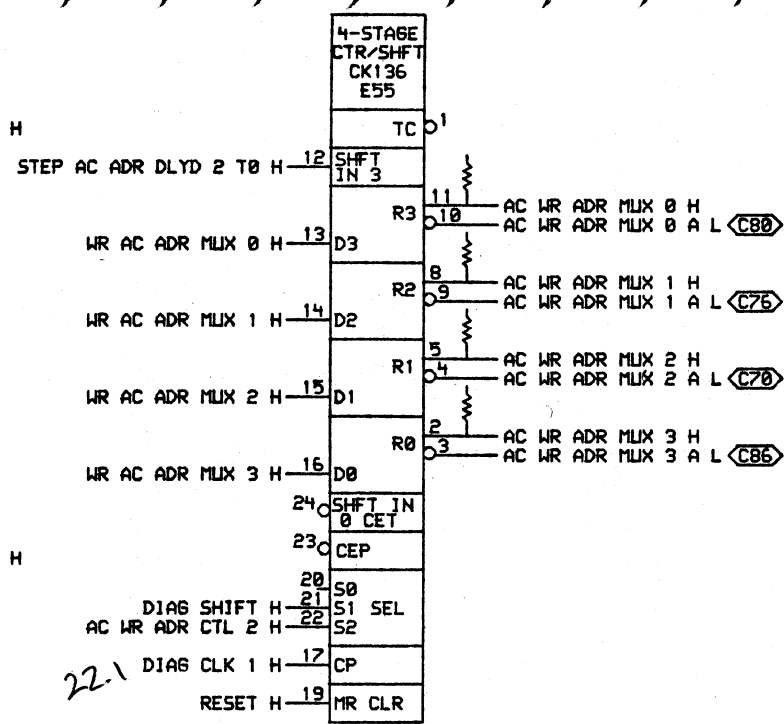 4-STAGE
CTR/SHFT
CK136
E55
TC 1
H
STEP AC ADR DLYD 2 T0 H 12 SHFT
IN 3
R3 11 AC WR ADR MUX 0 H
10 AC WR ADR MUX 0 A L C80
WR AC ADR MUX 0 H 13 D3
R2 8 AC WR ADR MUX 1 H
9 AC WR ADR MUX 1 A L C76
WR AC ADR MUX 1 H 14 D2
R1 5 AC WR ADR MUX 2 H
4 AC WR ADR MUX 2 A L C70
WR AC ADR MUX 2 H 15 D1
R0 2 AC WR ADR MUX 3 H
3 AC WR ADR MUX 3 A L C86
WR AC ADR MUX 3 H 16 D0
24 SHFT IN
0 CET
23 CEP
H
20 S0
DIAG SHIFT H 21 S1 SEL
AC WR ADR CTL 2 H 22 S2
22.1
DIAG CLK 1 H 17 CP
RESET H 19 MR CLR